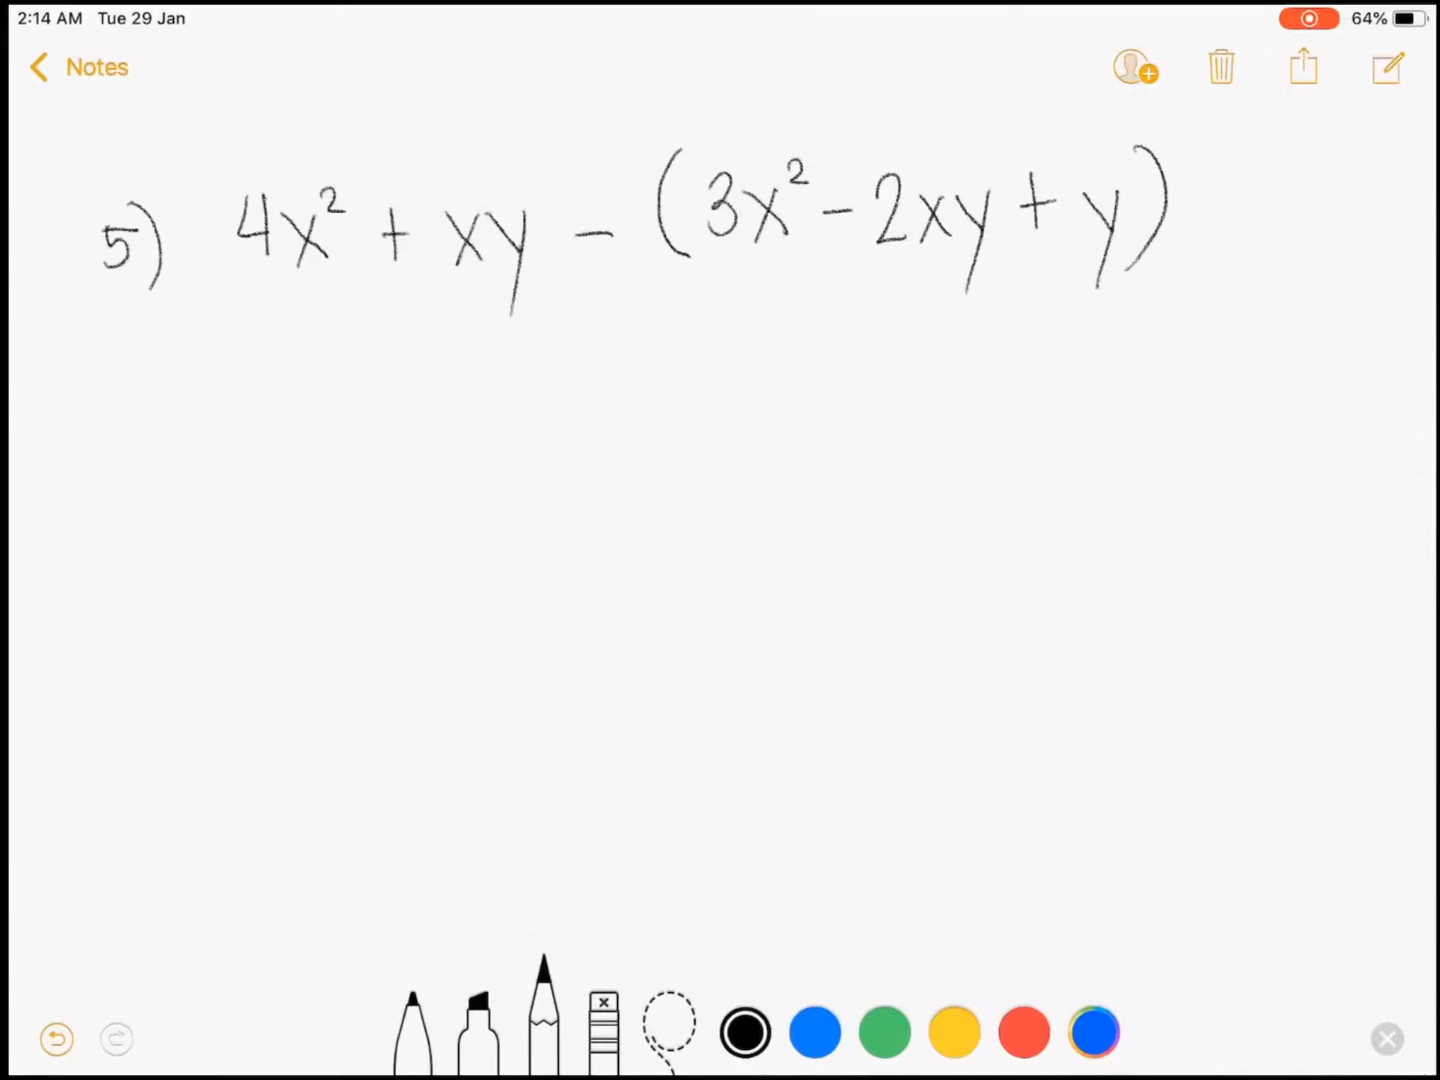 2:14 AM Tue 29 Jan 64%
Notes
5) 4x² + xy - (3x² - 2xy + y)